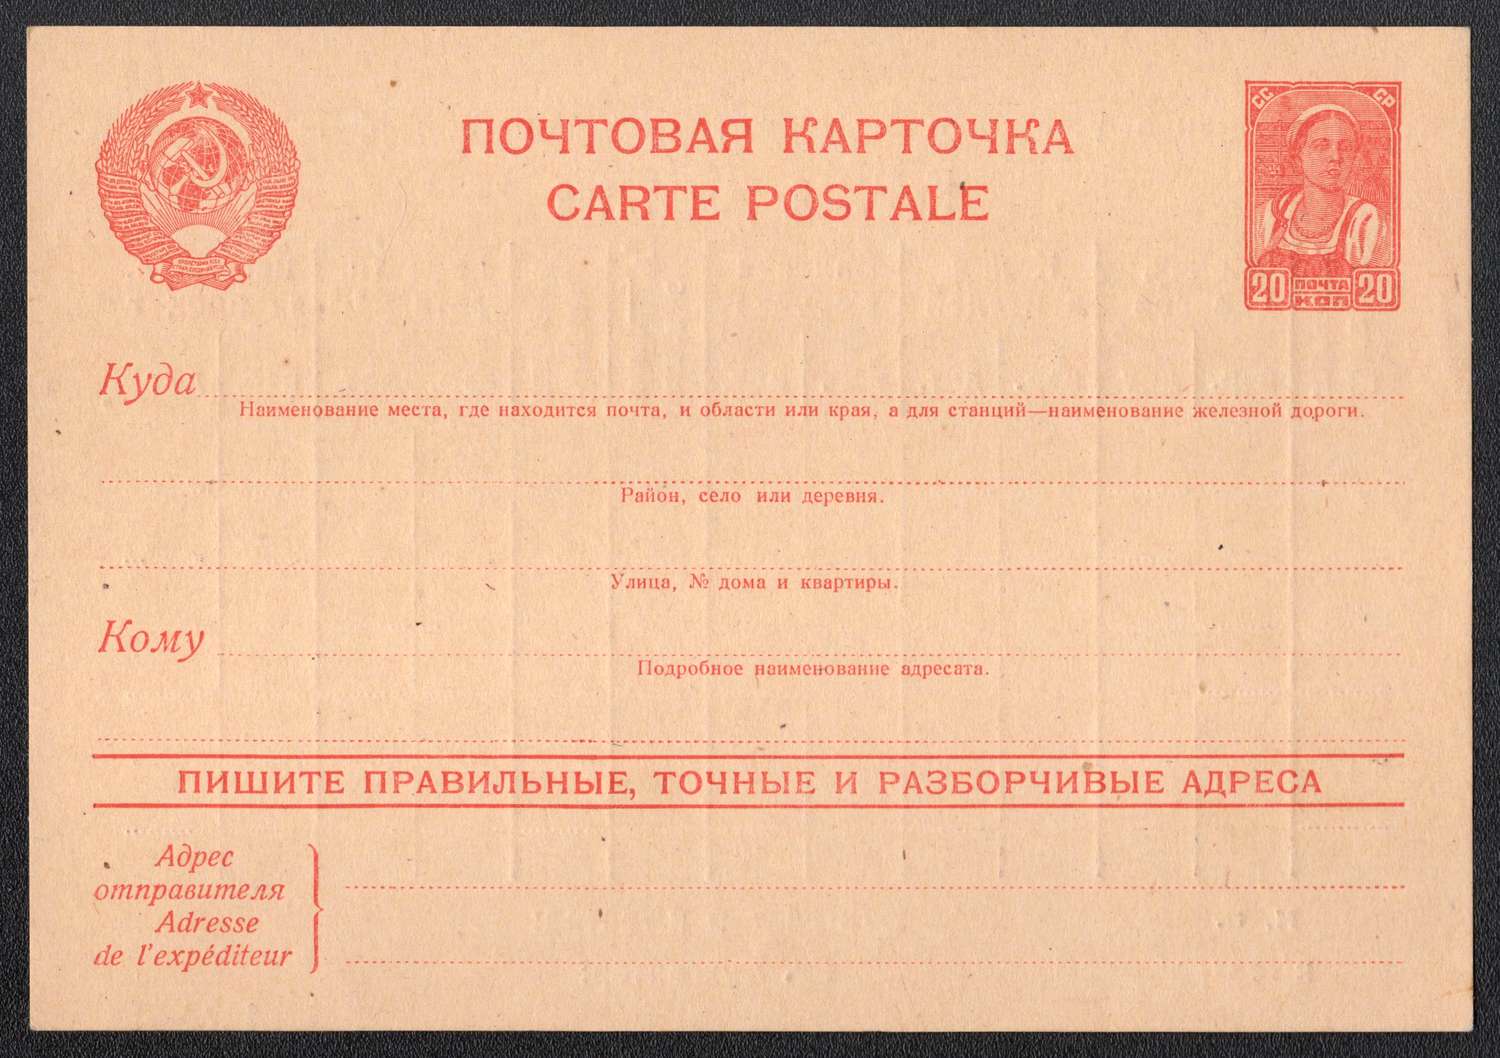 ПОЧТОВАЯ КАРТОЧКА
CARTE POSTALE
СС СР
20 ПОЧТА КОП 20
Куда
Наименование места, где находится почта, и области или края, а для станций—наименование железной дороги.
Район, село или деревня.
Улица, № дома и квартиры.
Кому
Подробное наименование адресата.
ПИШИТЕ ПРАВИЛЬНЫЕ, ТОЧНЫЕ И РАЗБОРЧИВЫЕ АДРЕСА
Адрес
отправителя
Adresse
de l'expéditeur